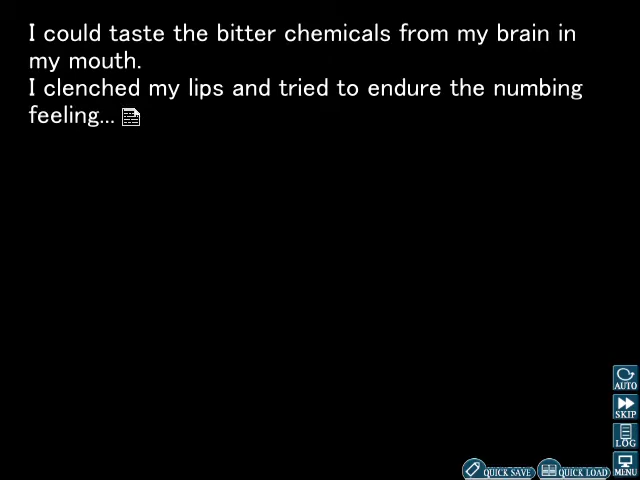 I could taste the bitter chemicals from my brain in
my mouth.
I clenched my lips and tried to endure the numbing
feeling...
AUTO
SKIP
LOG
MENU
QUICK SAVE
QUICK LOAD